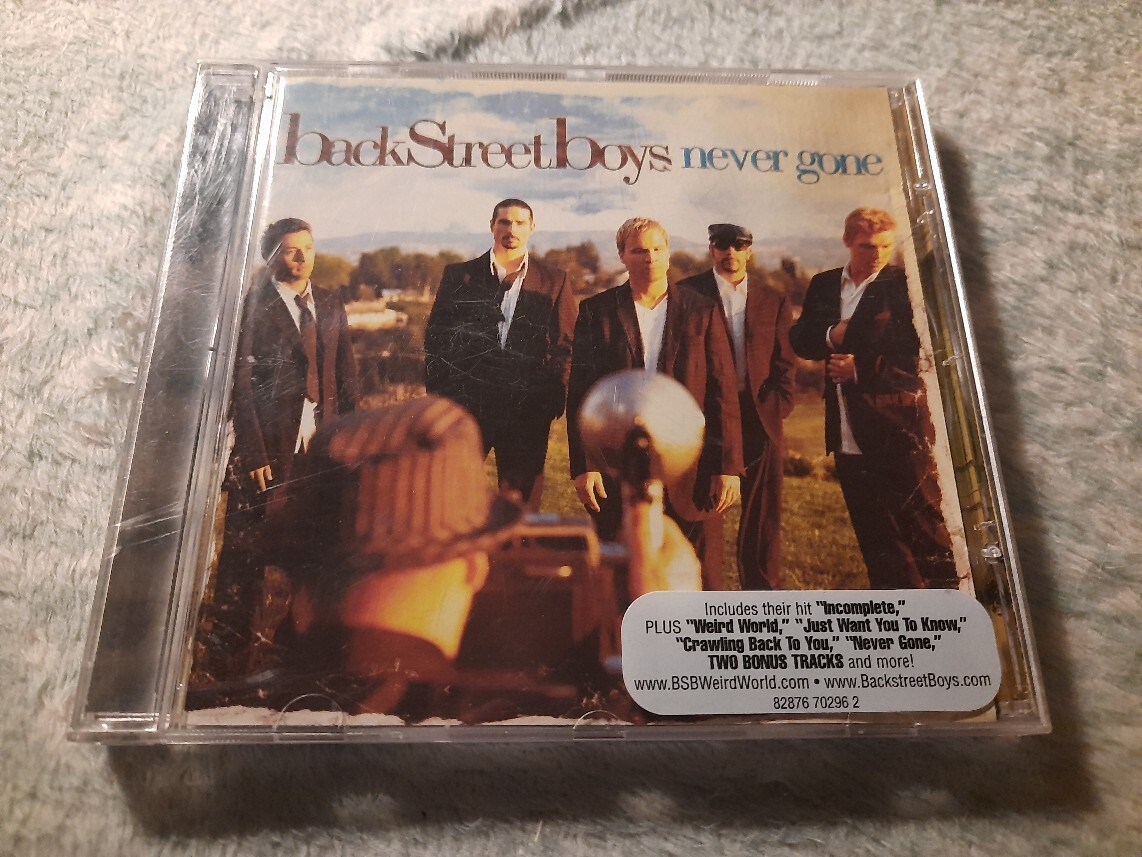 backStreetboys never gone
Includes their hit "Incomplete,"
PLUS "Weird World," "Just Want You To Know,"
"Crawling Back To You," "Never Gone,"
TWO BONUS TRACKS and more!
www.BSBWeirdWorld.com • www.BackstreetBoys.com
82876 70296 2